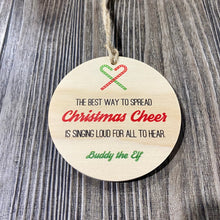 THE BEST WAY TO SPREAD
Christmas Cheer
IS SINGING LOUD FOR ALL TO HEAR.
Buddy the Elf